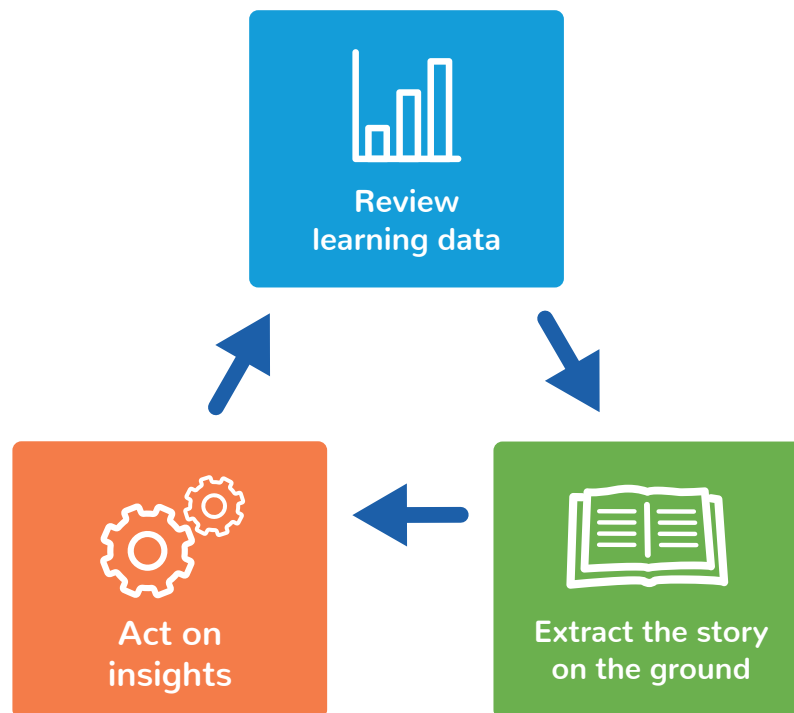 Review
learning data
Act on
insights
Extract the story
on the ground